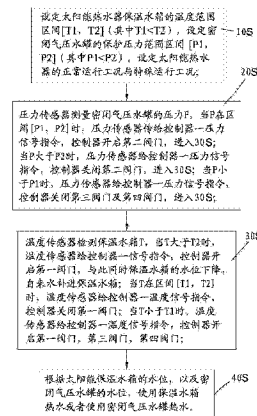 设定太阳能热水器保温水箱的温度范围
区间[T1，T2]（其中T1<T2），设定密
闭气压水罐的保护压力范围区间[P1，
P2]（其中P1<P2），设定太阳能热水
器的正常运行工况与特殊运行工况；
10S
20S
压力传感器测量密闭气压水罐的压力P，当P在区
间[P1，P2]时，压力传感器传给控制器一压力
信号指令，控制器开启第二阀门，进入30S；
当P大于P2时，压力传感器给控制器一压力信号
指令，控制器关闭第二阀门，进入30S；当P小
于P1时，压力传感器给控制器一压力信号指令，
控制器关闭第三阀门及第四阀门，进入30S；
30S
温度传感器检测保温水箱T，当T大于T2时，
温度传感器给控制器一信号指令，控制器开
启第一阀门，与此同时保温水箱的水位下降，
自来水补进保温水箱；当T在区间[T1，T2]
时，温度传感器给控制器一温度信号指令，
控制器关闭第一阀门；当T小于T1时，温度
传感器给控制器一温度信号指令，控制器开
启第一阀门，第三阀门，第四阀门；
40S
根据太阳能保温水箱的水位，以及密
闭气压水罐的水位，使用保温水箱
热水或者使用密闭气压水罐热水。